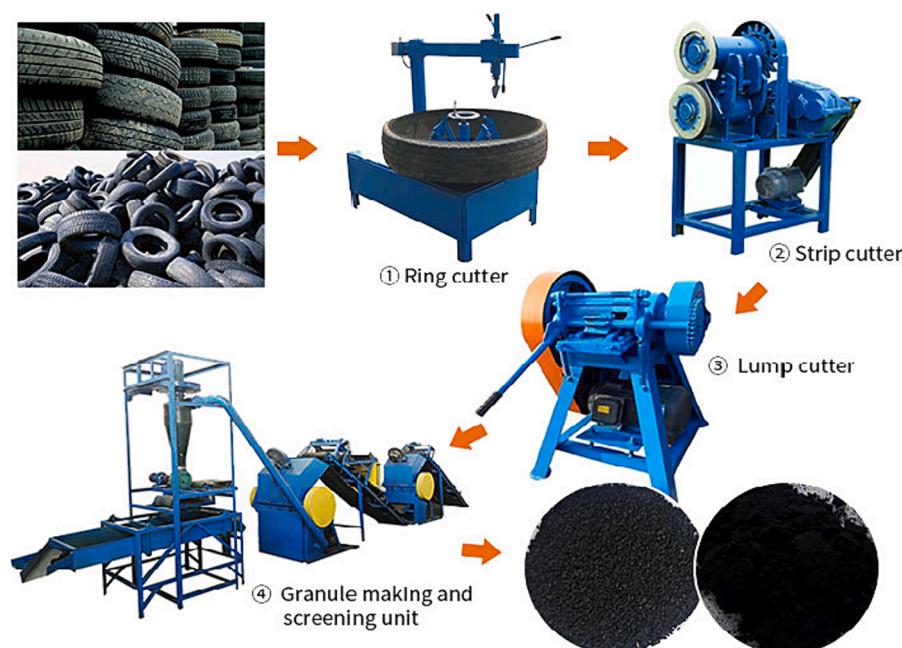 ① Ring cutter
② Strip cutter
③ Lump cutter
④ Granule making and
screening unit